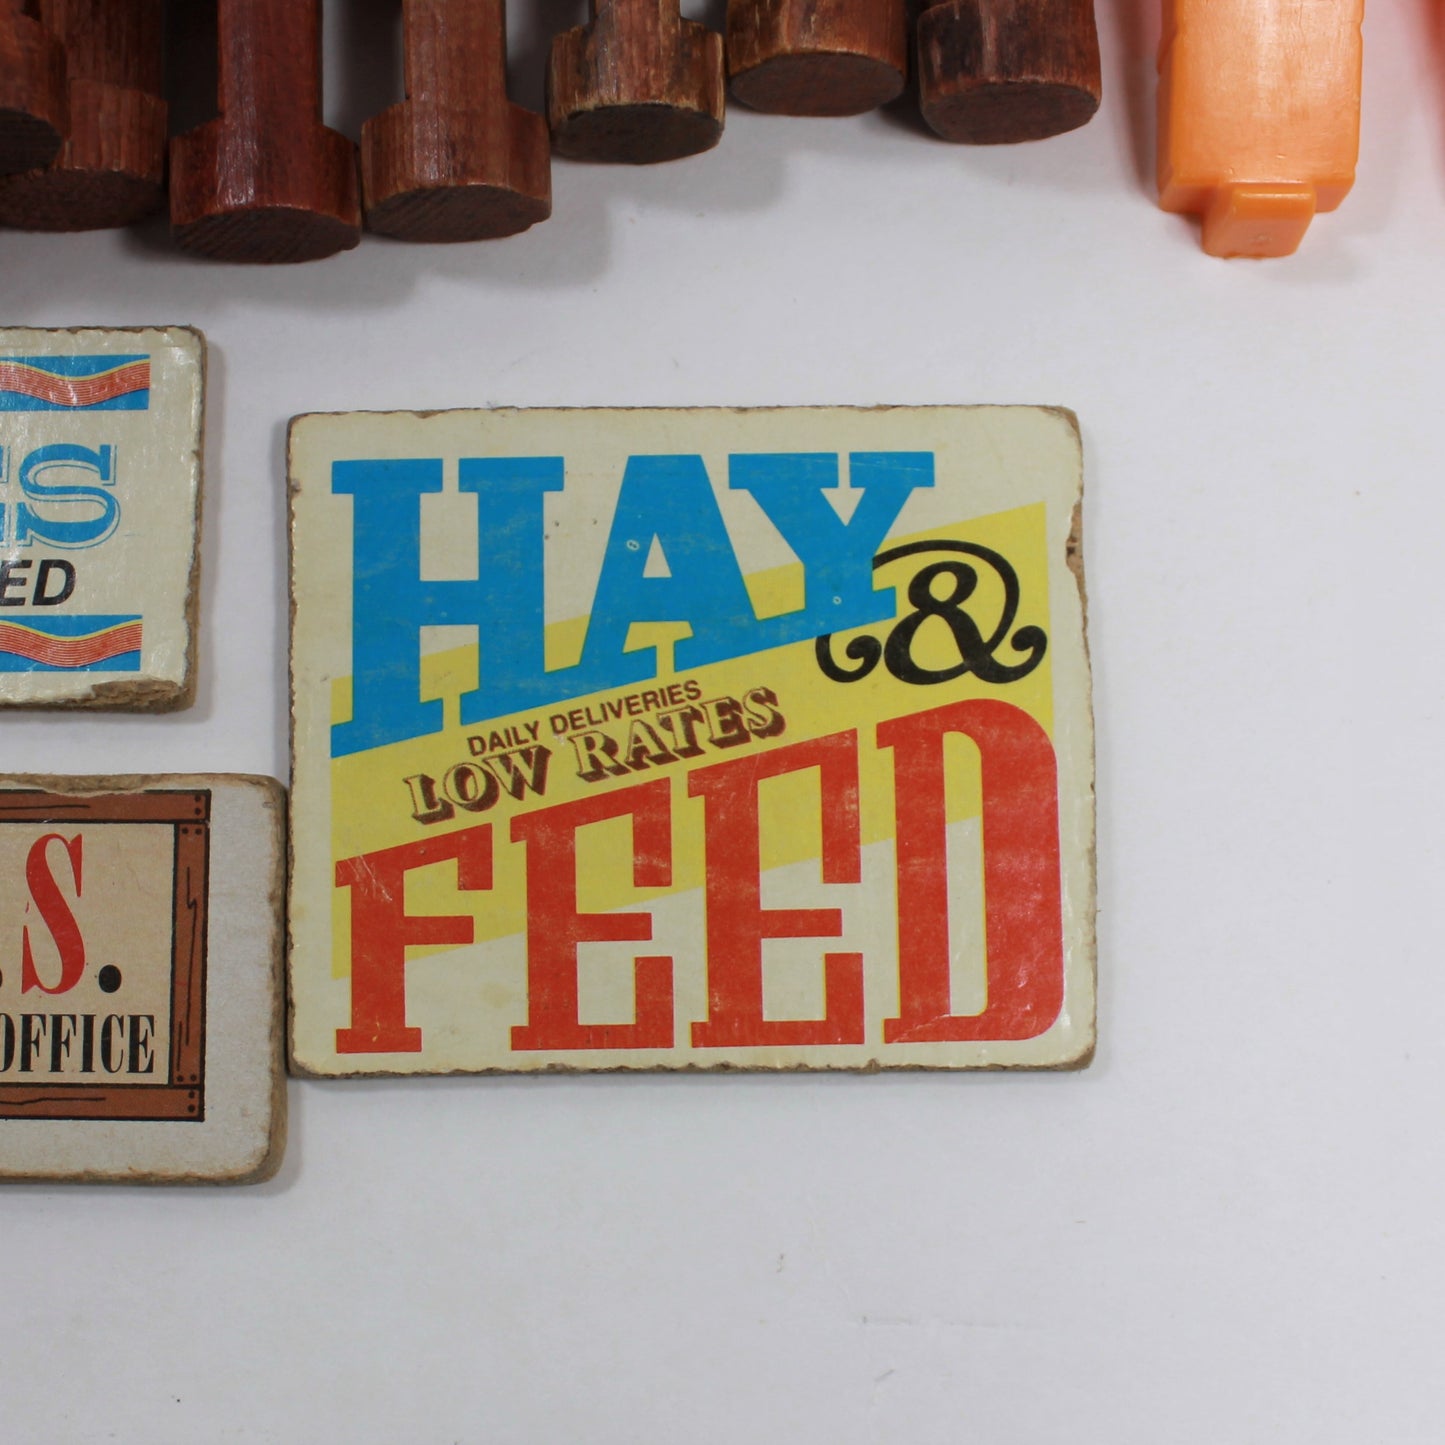 S
ED
HAY
&
DAILY DELIVERIES
LOW RATES
FEED
. S.
OFFICE